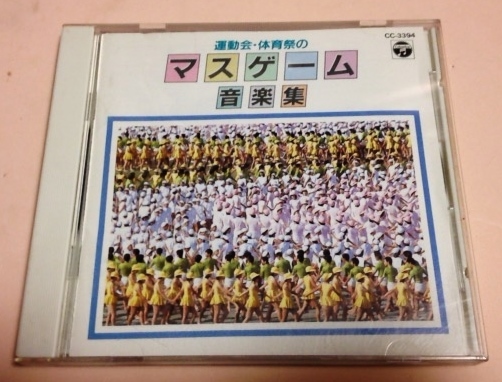 CC-3394
運動会・体育祭の
マスゲーム
音楽集